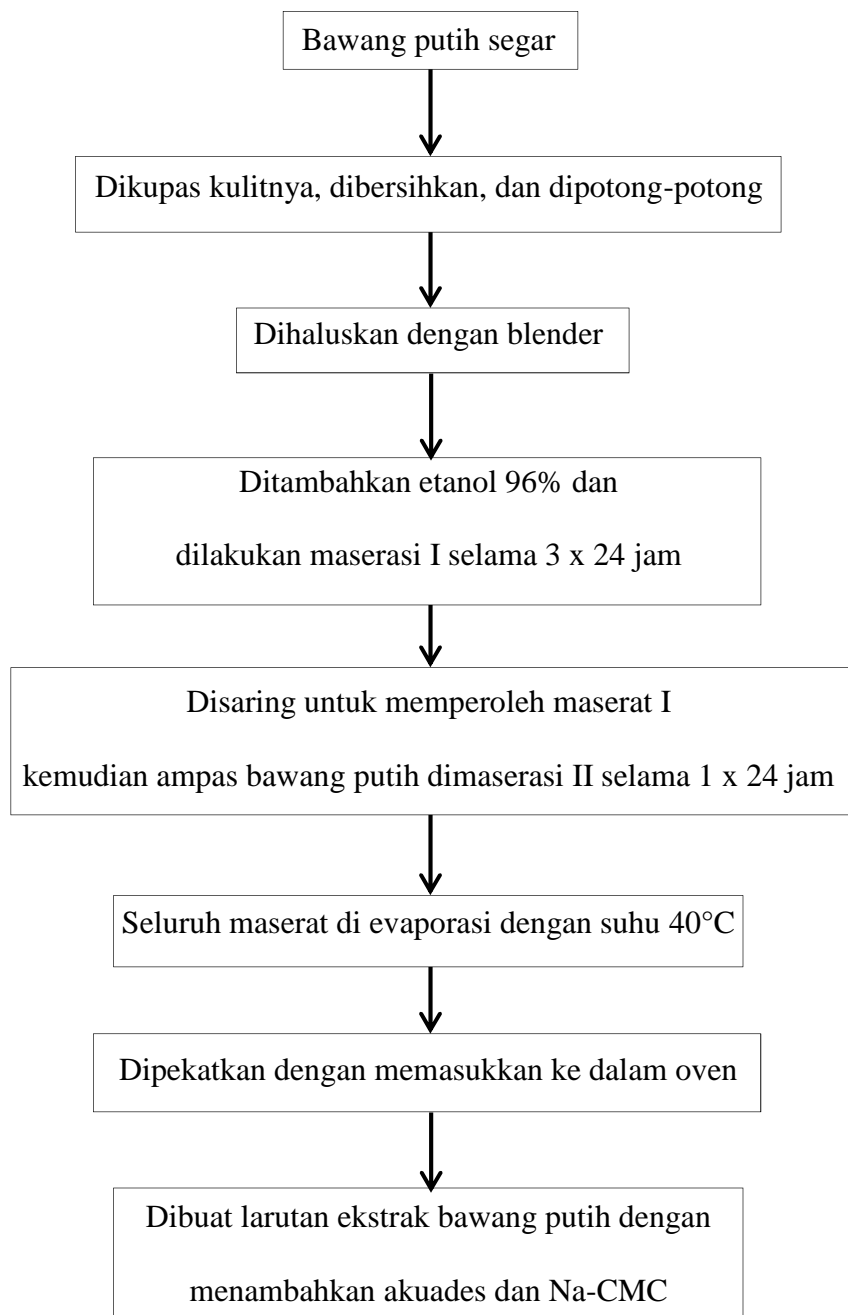 Bawang putih segar
Dikupas kulitnya, dibersihkan, dan dipotong-potong
Dihaluskan dengan blender
Ditambahkan etanol 96% dan
dilakukan maserasi I selama 3 x 24 jam
Disaring untuk memperoleh maserat I
kemudian ampas bawang putih dimaserasi II selama 1 x 24 jam
Seluruh maserat di evaporasi dengan suhu 40°C
Dipekatkan dengan memasukkan ke dalam oven
Dibuat larutan ekstrak bawang putih dengan
menambahkan akuades dan Na-CMC